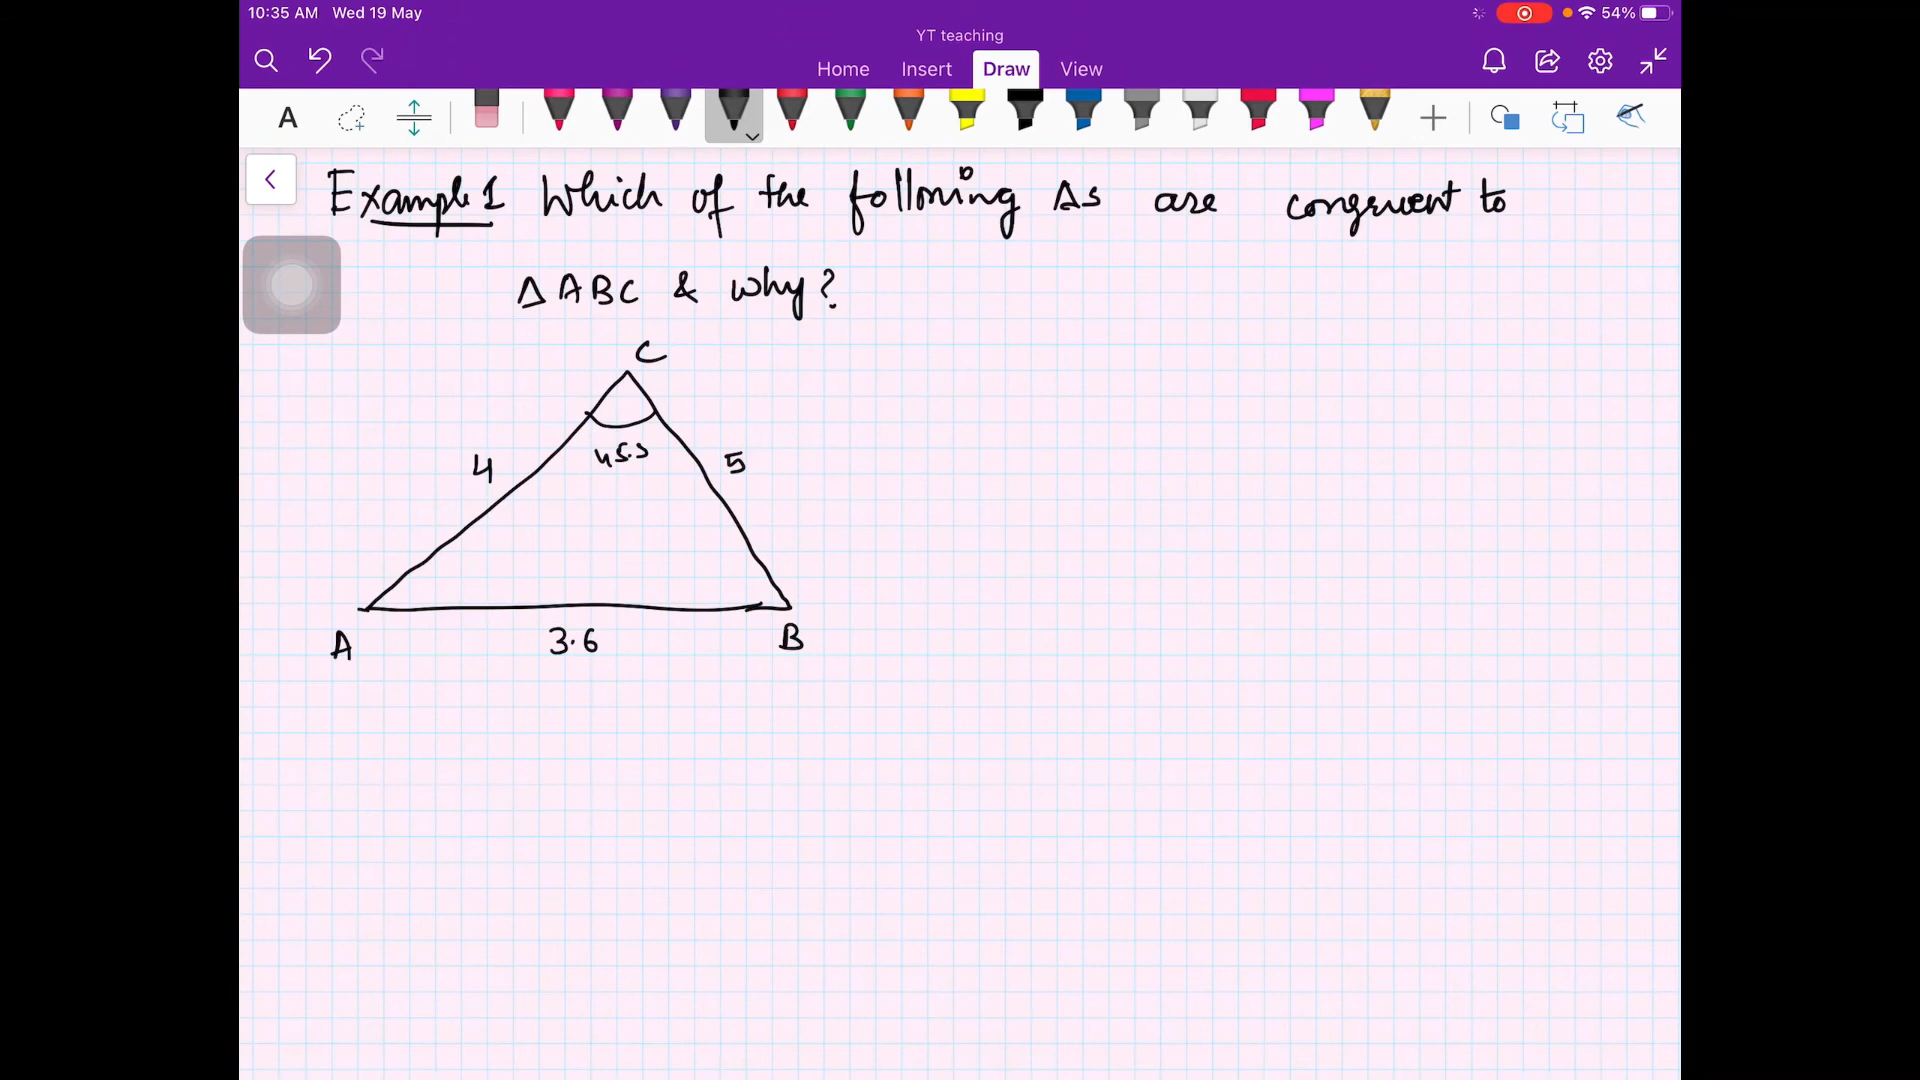 10:35 AM Wed 19 May
54%
YT teaching
Home Insert Draw View
A
Example 1 Which of the following Δs are congruent to
Δ ABC & why?
C
4
45.5
5
A
3.6
B